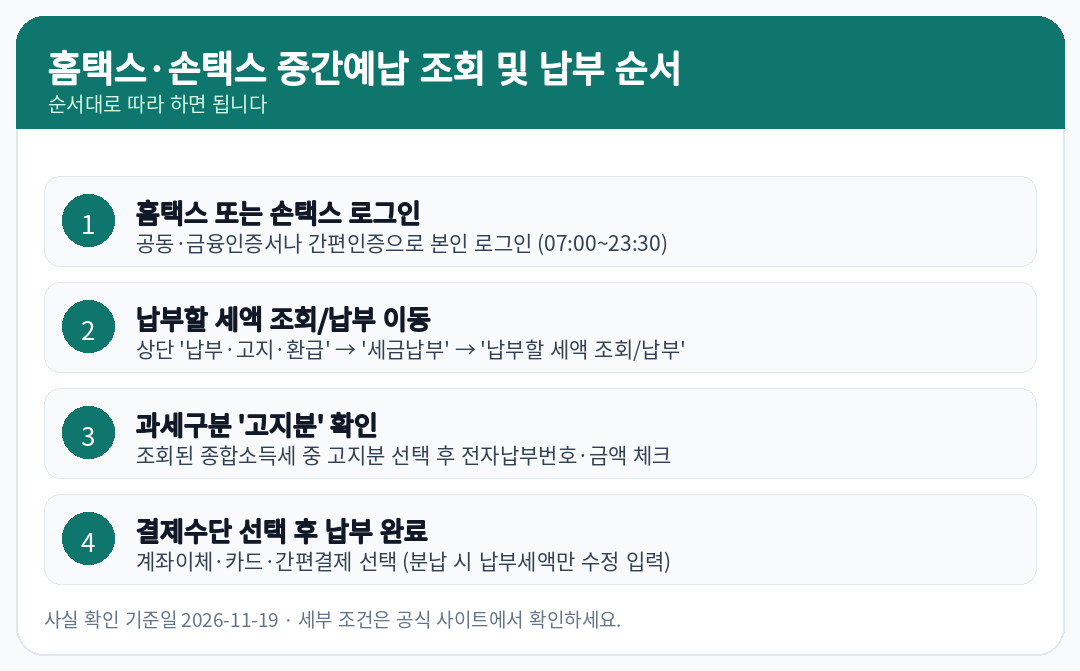 홈택스·손택스 중간예납 조회 및 납부 순서
순서대로 따라 하면 됩니다
1
홈택스 또는 손택스 로그인
공동·금융인증서나 간편인증으로 본인 로그인 (07:00~23:30)
2
납부할 세액 조회/납부 이동
상단 '납부·고지·환급' → '세금납부' → '납부할 세액 조회/납부'
3
과세구분 '고지분' 확인
조회된 종합소득세 중 고지분 선택 후 전자납부번호·금액 체크
4
결제수단 선택 후 납부 완료
계좌이체·카드·간편결제 선택 (분납 시 납부세액만 수정 입력)
사실 확인 기준일 2026-11-19 · 세부 조건은 공식 사이트에서 확인하세요.